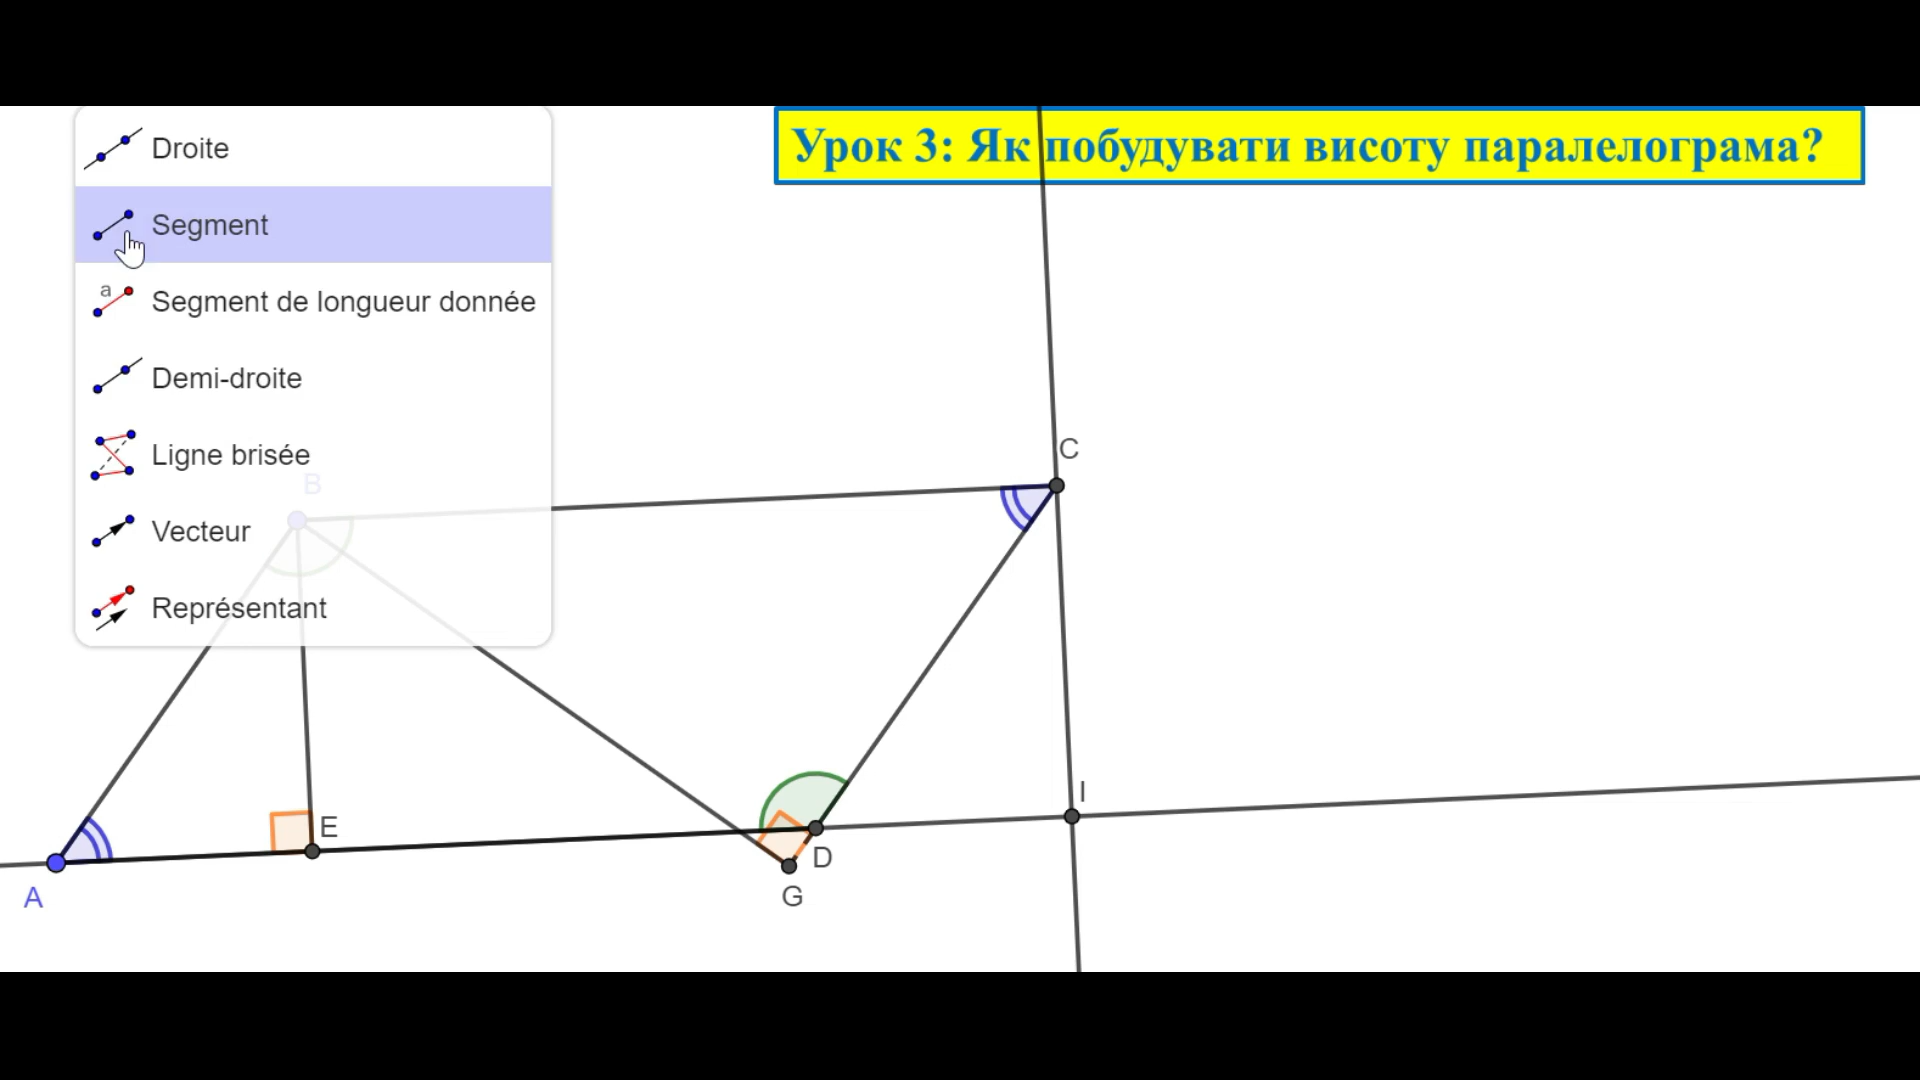 Урок 3: Як побудувати висоту паралелограма?
Droite
Segment
a
Segment de longueur donnée
Demi-droite
Ligne brisée
Vecteur
Représentant
B
C
I
E
D
A
G